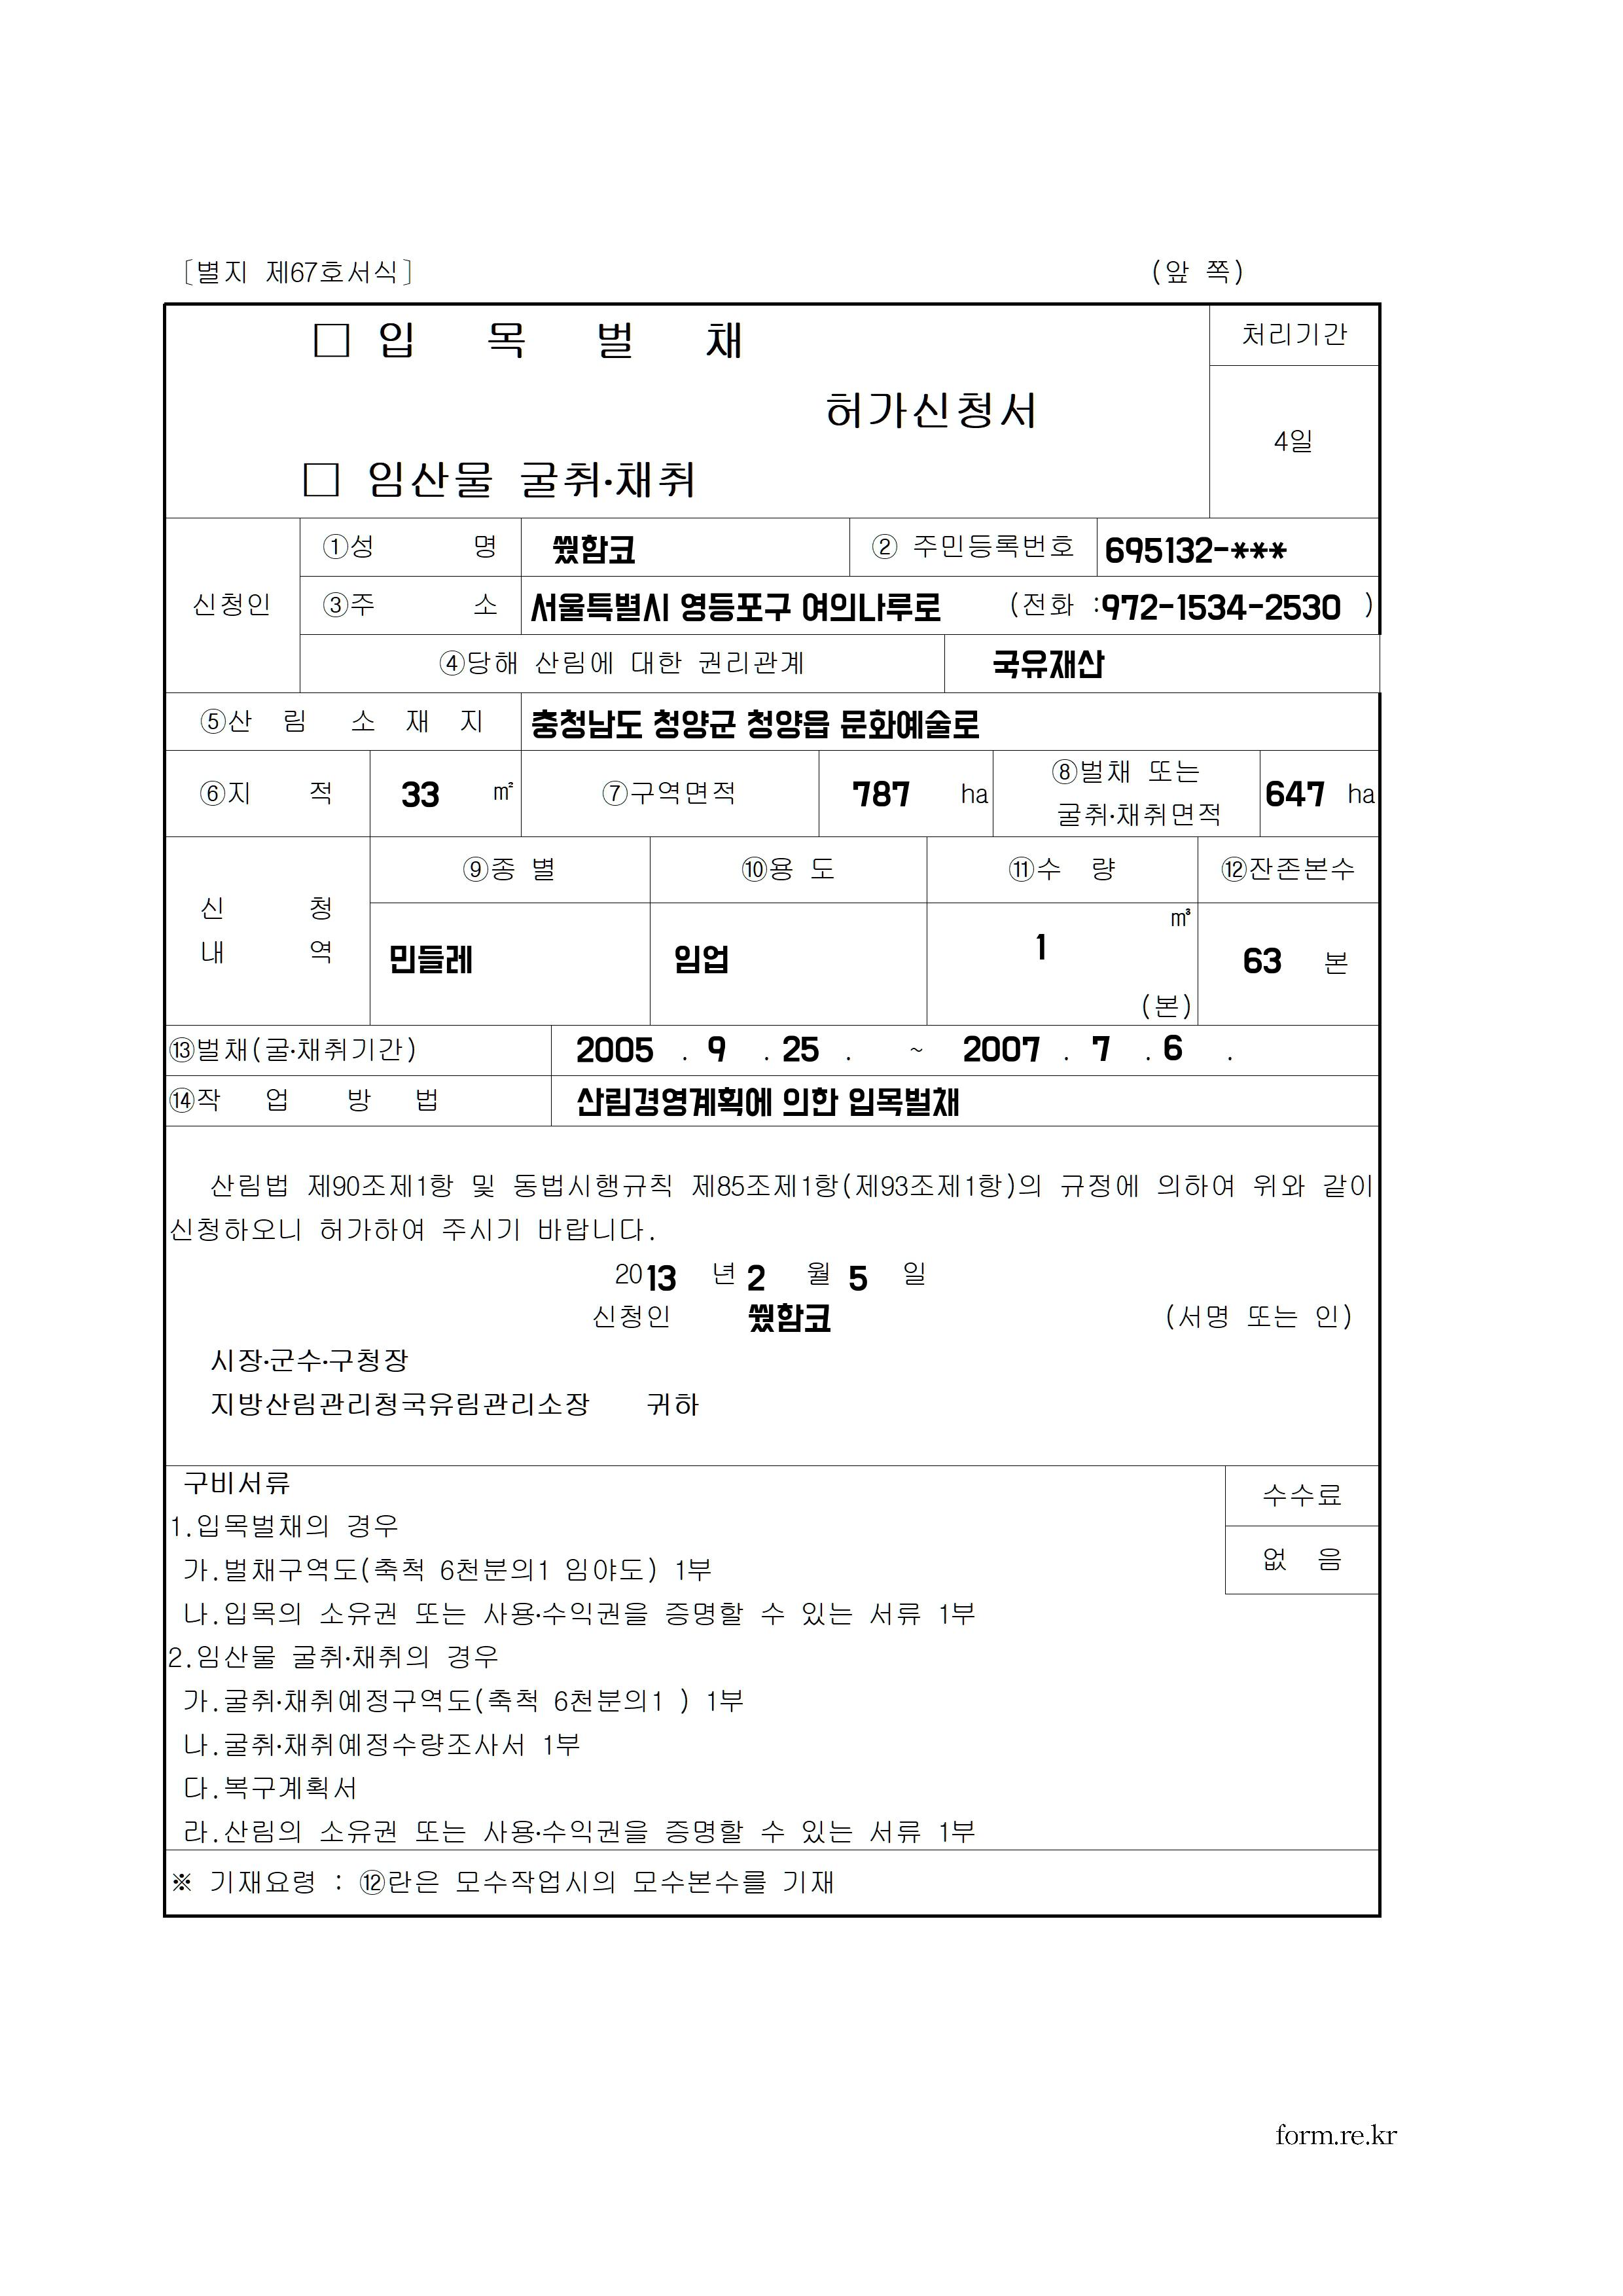 [별지 제67호서식] (앞 쪽)
□ 입 목 벌 채
처리기간
허가신청서
4일
□ 임산물 굴취·채취
신청인
①성 명 쒔함코 ② 주민등록번호 695132-***
③주 소 서울특별시 영등포구 여의나루로 (전화 :972-1534-2530 )
④당해 산림에 대한 권리관계 국유재산
⑤산 림 소 재 지 충청남도 청양군 청양읍 문화예술로
⑥지 적 33 ㎡ ⑦구역면적 787 ha ⑧벌채 또는 굴취·채취면적 647 ha
신 청 내 역
⑨종 별 ⑩용 도 ⑪수 량 ⑫잔존본수
민들레 임업 1 ㎥ (본) 63 본
⑬벌채(굴·채취기간) 2005 . 9 . 25 . ~ 2007 . 7 . 6 .
⑭작 업 방 법 산림경영계획에 의한 입목벌채
산림법 제90조제1항 및 동법시행규칙 제85조제1항(제93조제1항)의 규정에 의하여 위와 같이
신청하오니 허가하여 주시기 바랍니다.
2013 년 2 월 5 일
신청인 쒔함코 (서명 또는 인)
시장·군수·구청장
지방산림관리청국유림관리소장 귀하
구비서류
수수료
1.입목벌채의 경우
없 음
가.벌채구역도(축척 6천분의1 임야도) 1부
나.입목의 소유권 또는 사용·수익권을 증명할 수 있는 서류 1부
2.임산물 굴취·채취의 경우
가.굴취·채취예정구역도(축척 6천분의1 ) 1부
나.굴취·채취예정수량조사서 1부
다.복구계획서
라.산림의 소유권 또는 사용·수익권을 증명할 수 있는 서류 1부
※ 기재요령 : ⑫란은 모수작업시의 모수본수를 기재
form.re.kr